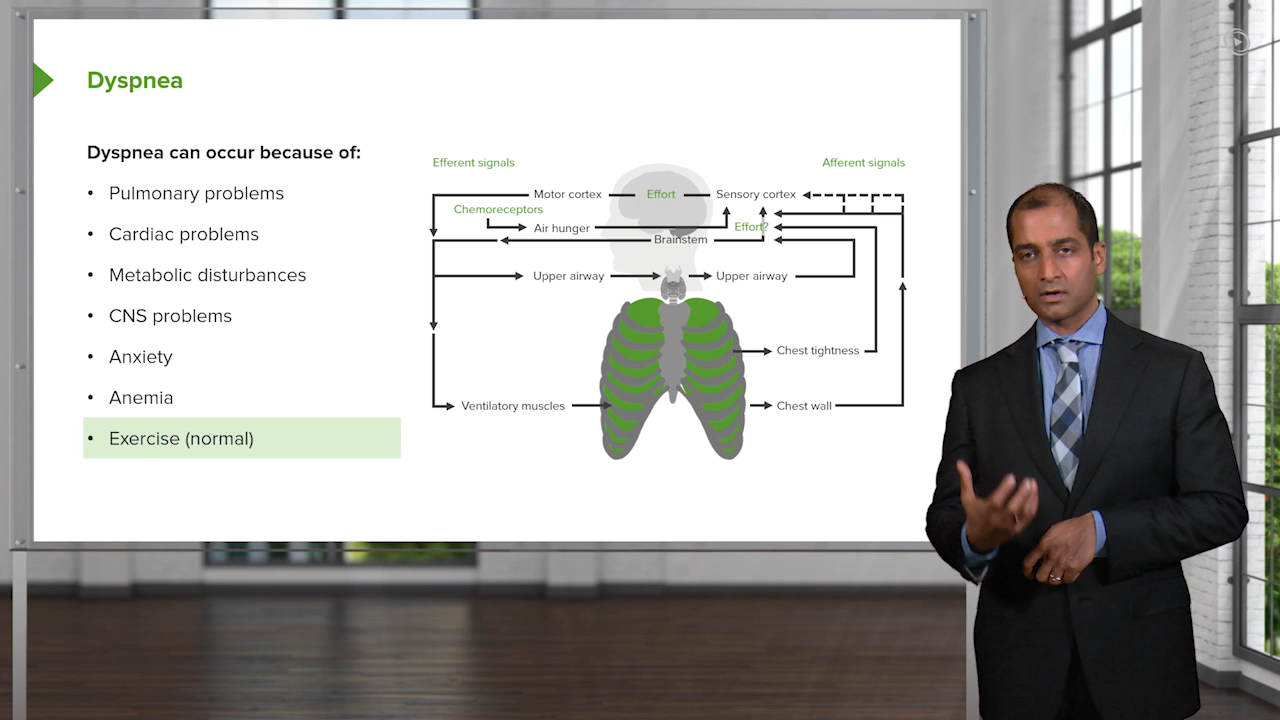 Dyspnea
Dyspnea can occur because of:
• Pulmonary problems
• Cardiac problems
• Metabolic disturbances
• CNS problems
• Anxiety
• Anemia
• Exercise (normal)
Efferent signals
Afferent signals
Motor cortex
Effort
Sensory cortex
Chemoreceptors
Air hunger
Effort?
Brainstem
Upper airway
Upper airway
Chest tightness
Ventilatory muscles
Chest wall